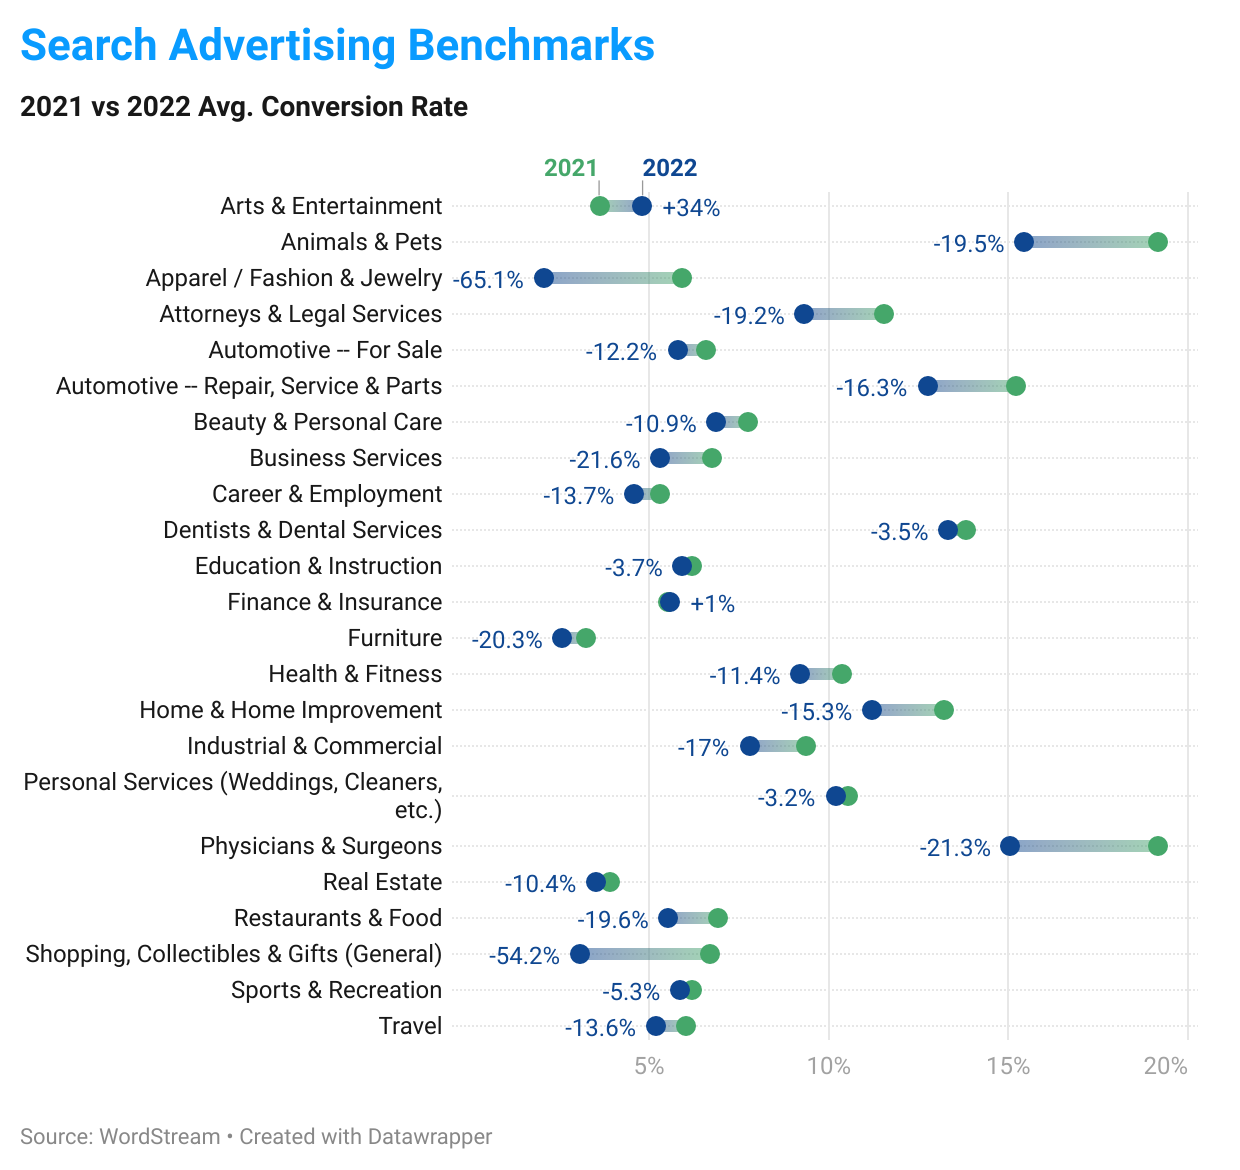 Search Advertising Benchmarks
2021 vs 2022 Avg. Conversion Rate
2021 2022
Arts & Entertainment +34%
Animals & Pets -19.5%
Apparel / Fashion & Jewelry -65.1%
Attorneys & Legal Services -19.2%
Automotive -- For Sale -12.2%
Automotive -- Repair, Service & Parts -16.3%
Beauty & Personal Care -10.9%
Business Services -21.6%
Career & Employment -13.7%
Dentists & Dental Services -3.5%
Education & Instruction -3.7%
Finance & Insurance +1%
Furniture -20.3%
Health & Fitness -11.4%
Home & Home Improvement -15.3%
Industrial & Commercial -17%
Personal Services (Weddings, Cleaners,
etc.) -3.2%
Physicians & Surgeons -21.3%
Real Estate -10.4%
Restaurants & Food -19.6%
Shopping, Collectibles & Gifts (General) -54.2%
Sports & Recreation -5.3%
Travel -13.6%
5% 10% 15% 20%
Source: WordStream • Created with Datawrapper